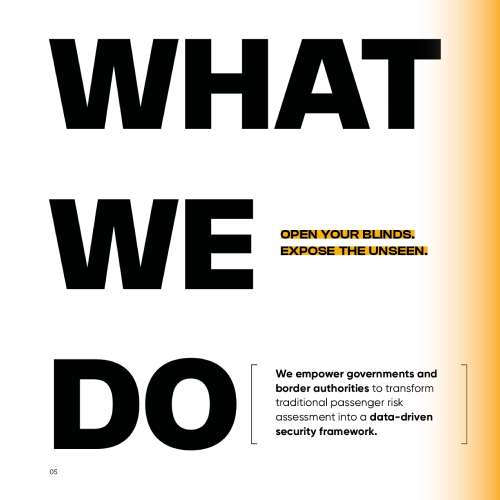 WHAT
WE
OPEN YOUR BLINDS.
EXPOSE THE UNSEEN.
DO
We empower governments and
border authorities to transform
traditional passenger risk
assessment into a data-driven
security framework.
05